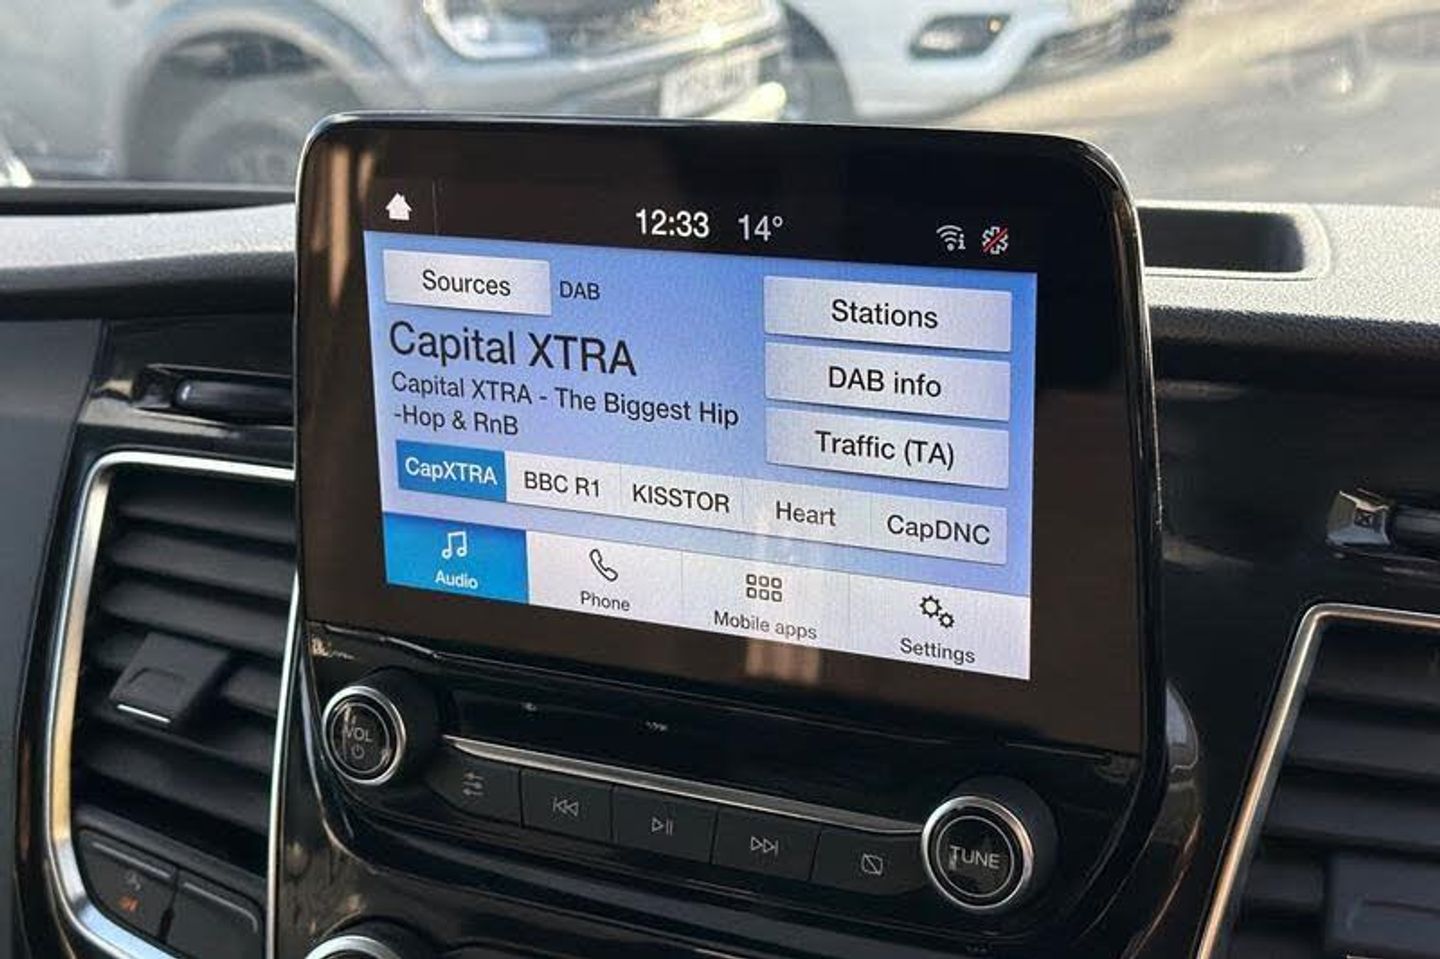 12:33 14°
Sources DAB
Capital XTRA
Capital XTRA - The Biggest Hip
-Hop & RnB
Stations
DAB info
Traffic (TA)
CapXTRA BBC R1 KISSTOR Heart CapDNC
Audio Phone Mobile apps Settings
VOL
TUNE